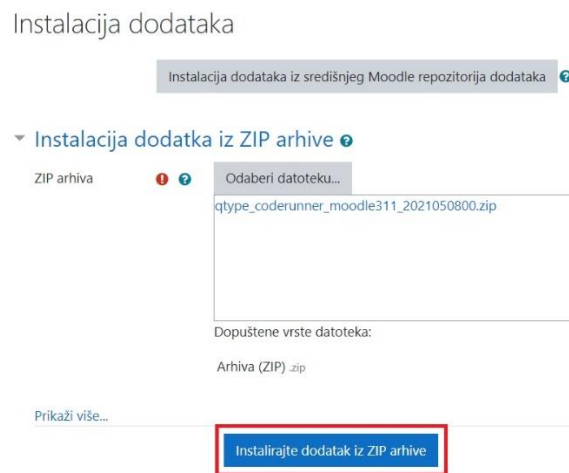 Instalacija dodataka
Instalacija dodataka iz središnjeg Moodle repozitorija dodataka
Instalacija dodatka iz ZIP arhive
ZIP arhiva
Odaberi datoteku...
qtype_coderunner_moodle311_2021050800.zip
Dopuštene vrste datoteka:
Arhiva (ZIP) .zip
Prikaži više...
Instalirajte dodatak iz ZIP arhive